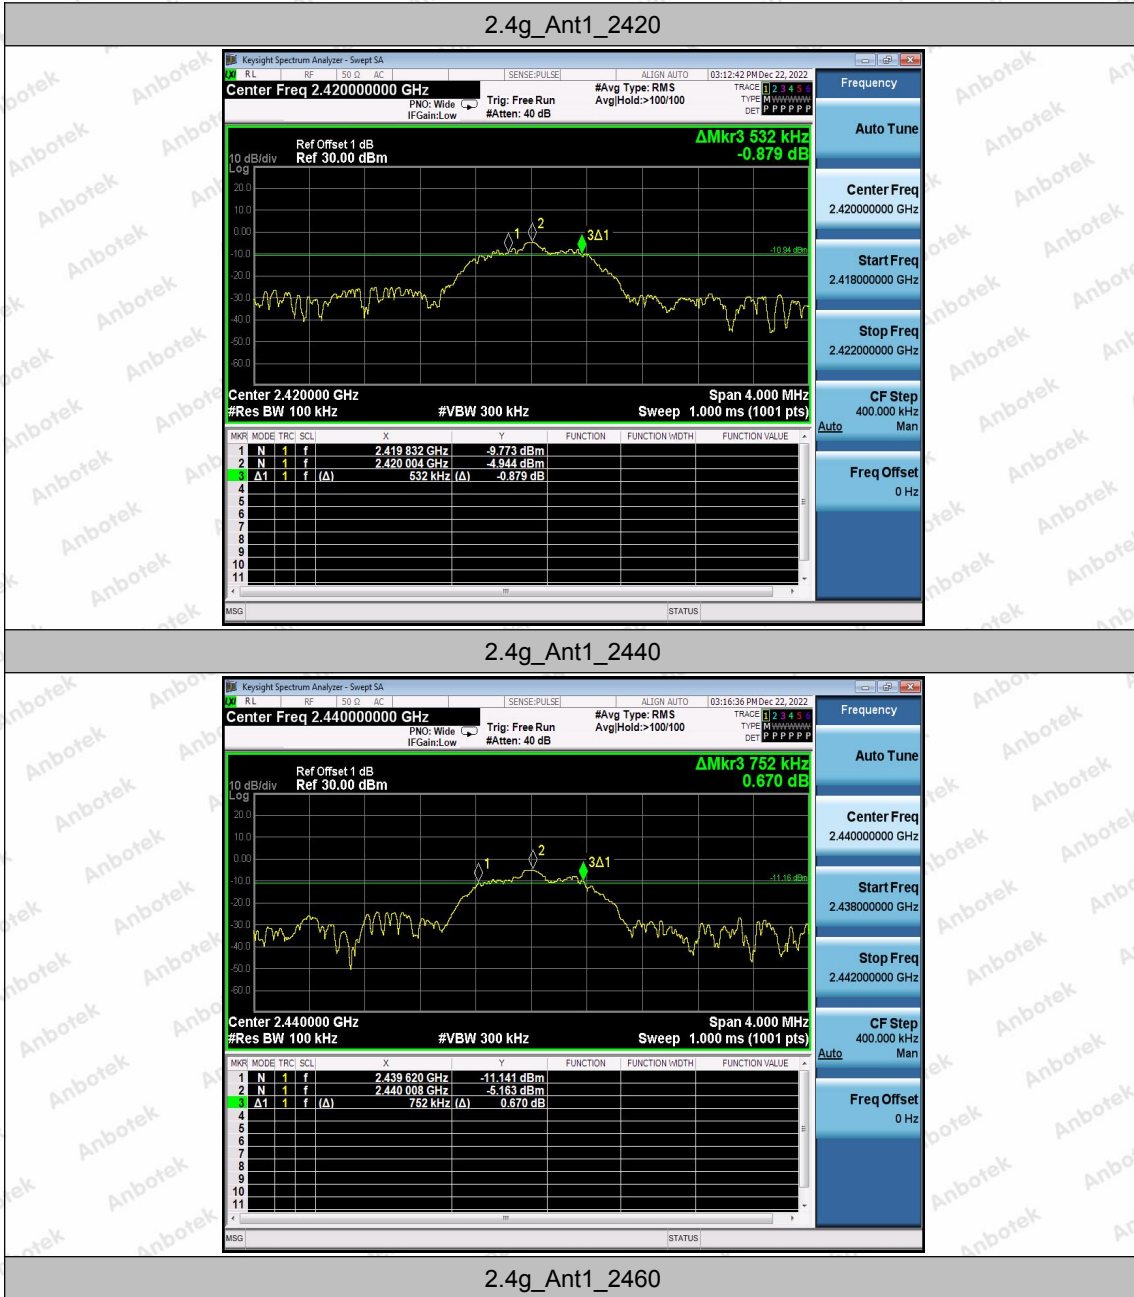 2.4g_Ant1_2420
Keysight Spectrum Analyzer - Swept SA
RL RF 50 Ω AC SENSE:PULSE ALIGN AUTO 03:12:42 PM Dec 22, 2022
Center Freq 2.420000000 GHz
PNO: Wide
IFGain:Low
Trig: Free Run
#Atten: 40 dB
#Avg Type: RMS
Avg|Hold:>100/100
TRACE 1 2 3 4 5 6
TYPE M WWWWW
DET P P P P P P
ΔMkr3 532 kHz
-0.879 dB
Ref Offset 1 dB
10 dB/div Ref 30.00 dBm
Log
20.0
10.0
0.00
-10.0
-20.0
-30.0
-40.0
-50.0
-60.0
1
2
3Δ1
-10.94 dBm
Center 2.420000 GHz Span 4.000 MHz
#Res BW 100 kHz #VBW 300 kHz Sweep 1.000 ms (1001 pts)
MKR MODE TRC SCL X Y FUNCTION FUNCTION WIDTH FUNCTION VALUE
1 N 1 f 2.419 832 GHz -9.773 dBm
2 N 1 f 2.420 004 GHz -4.944 dBm
3 Δ1 1 f (Δ) 532 kHz (Δ) -0.879 dB
4
5
6
7
8
9
10
11
MSG STATUS
Frequency
Auto Tune
Center Freq
2.420000000 GHz
Start Freq
2.418000000 GHz
Stop Freq
2.422000000 GHz
CF Step
400.000 kHz
Auto Man
Freq Offset
0 Hz
2.4g_Ant1_2440
Keysight Spectrum Analyzer - Swept SA
RL RF 50 Ω AC SENSE:PULSE ALIGN AUTO 03:16:36 PM Dec 22, 2022
Center Freq 2.440000000 GHz
PNO: Wide
IFGain:Low
Trig: Free Run
#Atten: 40 dB
#Avg Type: RMS
Avg|Hold:>100/100
TRACE 1 2 3 4 5 6
TYPE M WWWWW
DET P P P P P P
ΔMkr3 752 kHz
0.670 dB
Ref Offset 1 dB
10 dB/div Ref 30.00 dBm
Log
20.0
10.0
0.00
-10.0
-20.0
-30.0
-40.0
-50.0
-60.0
1
2
3Δ1
-11.16 dBm
Center 2.440000 GHz Span 4.000 MHz
#Res BW 100 kHz #VBW 300 kHz Sweep 1.000 ms (1001 pts)
MKR MODE TRC SCL X Y FUNCTION FUNCTION WIDTH FUNCTION VALUE
1 N 1 f 2.439 620 GHz -11.141 dBm
2 N 1 f 2.440 008 GHz -5.163 dBm
3 Δ1 1 f (Δ) 752 kHz (Δ) 0.670 dB
4
5
6
7
8
9
10
11
MSG STATUS
Frequency
Auto Tune
Center Freq
2.440000000 GHz
Start Freq
2.438000000 GHz
Stop Freq
2.442000000 GHz
CF Step
400.000 kHz
Auto Man
Freq Offset
0 Hz
2.4g_Ant1_2460
Anbotek